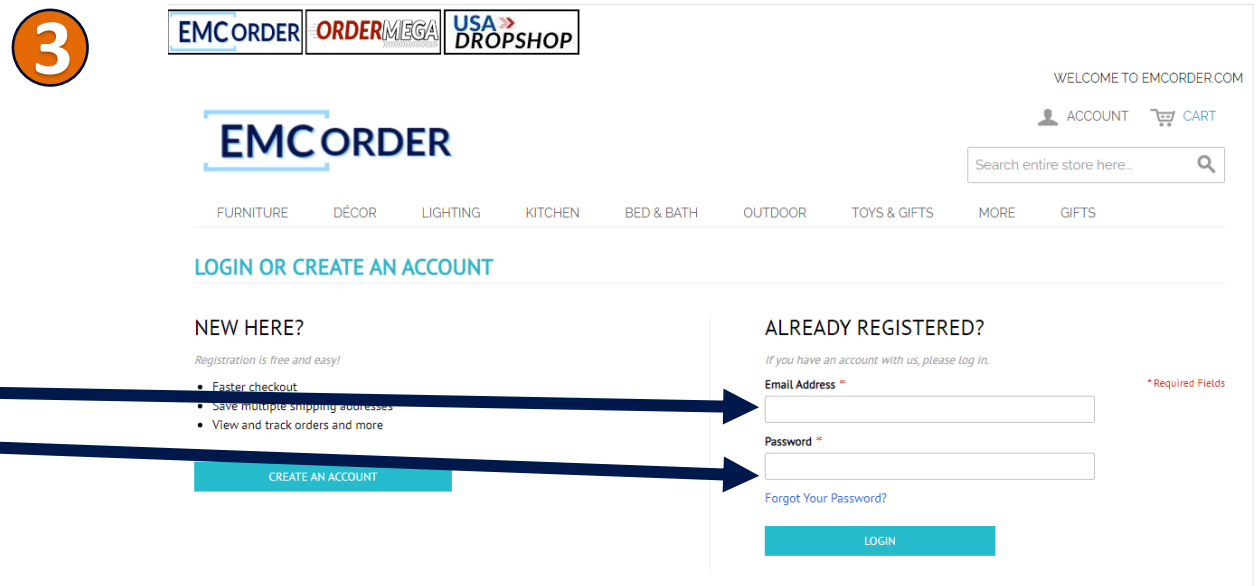 3
EMCORDER ORDERMEGA USA DROPSHOP
WELCOME TO EMCORDER.COM
ACCOUNT CART
EMCORDER
Search entire store here...
FURNITURE DÉCOR LIGHTING KITCHEN BED & BATH OUTDOOR TOYS & GIFTS MORE GIFTS
LOGIN OR CREATE AN ACCOUNT
NEW HERE?
Registration is free and easy!
Faster checkout
Save multiple shipping addresses
View and track orders and more
CREATE AN ACCOUNT
ALREADY REGISTERED?
If you have an account with us, please log in.
Email Address *
* Required Fields
Password *
Forgot Your Password?
LOGIN